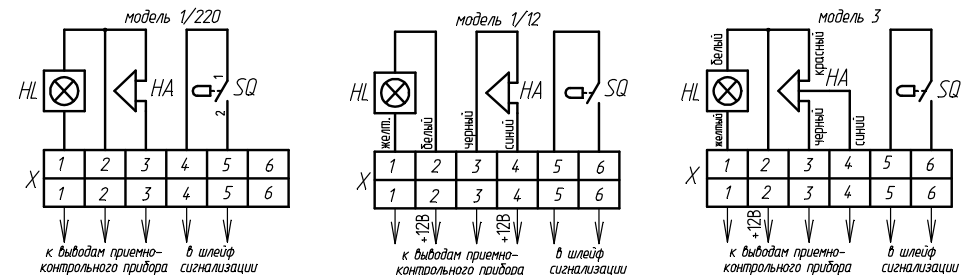 модель 1/220
HL
HA
SQ
1
2
X
1 2 3 4 5 6
1 2 3 4 5 6
к выводам приемно-
контрольного прибора
в шлейф
сигнализации
модель 1/12
HL
HA
SQ
желт.
белый
черный
синий
X
1 2 3 4 5 6
1 2 3 4 5 6
+12В
+12В
к выводам приемно-
контрольного прибора
в шлейф
сигнализации
модель 3
белый
красный
HL
HA
SQ
желтый
черный
синий
X
1 2 3 4 5 6
1 2 3 4 5 6
+12В
к выводам приемно-
контрольного прибора
в шлейф
сигнализации